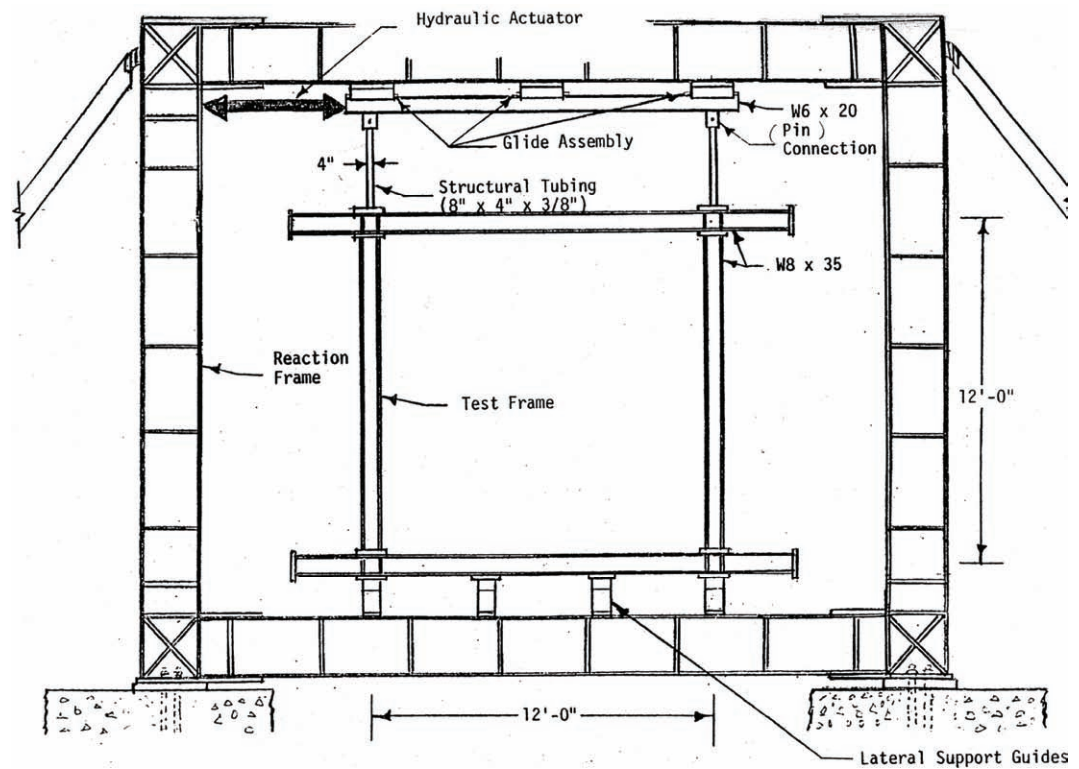 Hydraulic Actuator
W6 x 20
( Pin )
Connection
Glide Assembly
4"
Structural Tubing
(8" x 4" x 3/8")
W8 x 35
Reaction
Frame
Test Frame
12'-0"
12'-0"
Lateral Support Guides